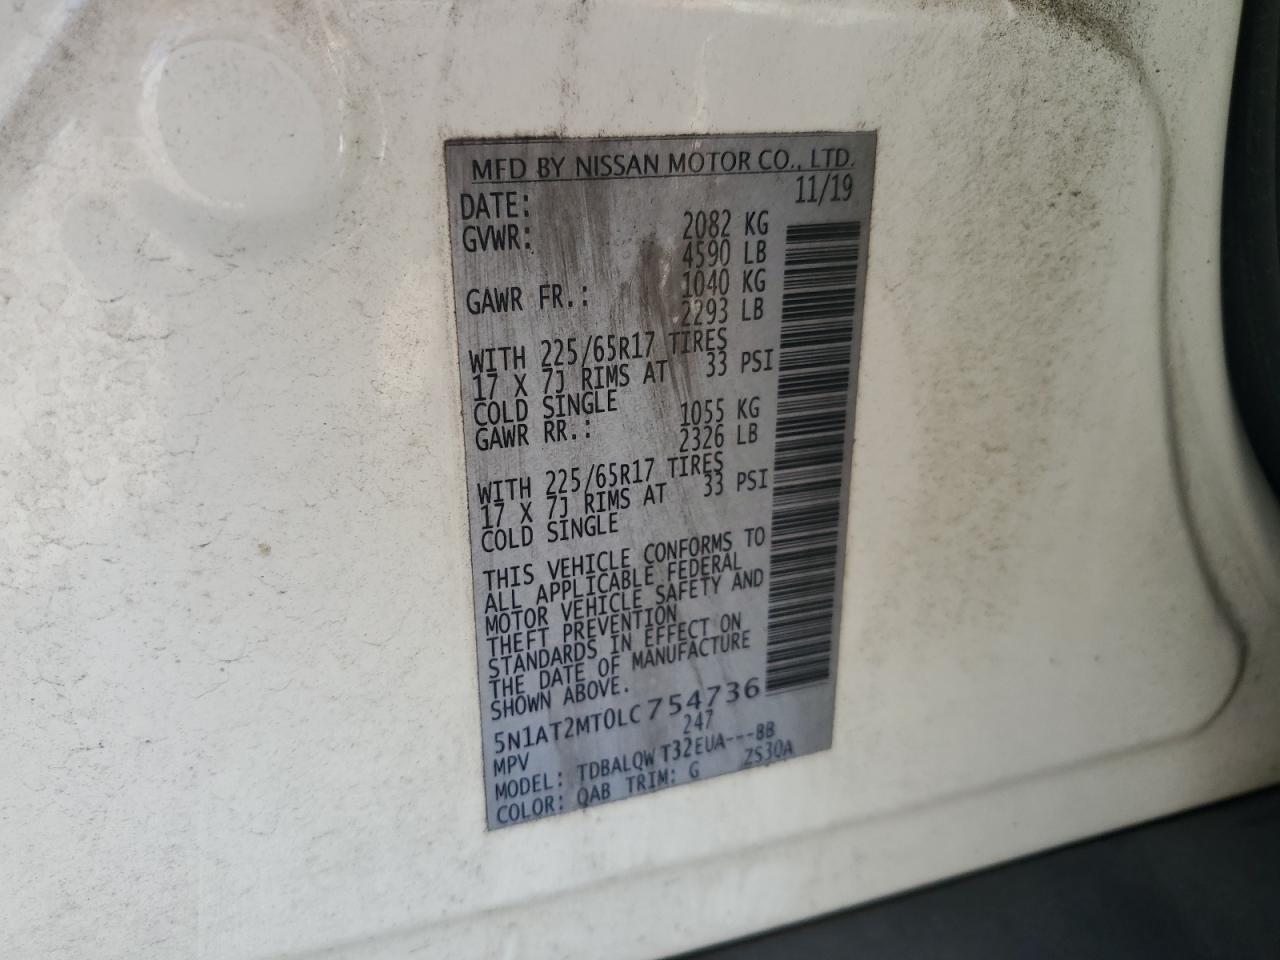 MFD BY NISSAN MOTOR CO., LTD.
DATE: 11/19
GVWR: 2082 KG
4590 LB
GAWR FR.: 1040 KG
2293 LB
WITH 225/65R17 TIRES
17 X 7J RIMS AT 33 PSI
COLD SINGLE
GAWR RR.: 1055 KG
2326 LB
WITH 225/65R17 TIRES
17 X 7J RIMS AT 33 PSI
COLD SINGLE
THIS VEHICLE CONFORMS TO
ALL APPLICABLE FEDERAL
MOTOR VEHICLE SAFETY AND
THEFT PREVENTION
STANDARDS IN EFFECT ON
THE DATE OF MANUFACTURE
SHOWN ABOVE.
5N1AT2MT0LC754736
MPV 247
MODEL: TDBALQWT32EUA---BB
COLOR: QAB TRIM: G ZS30A